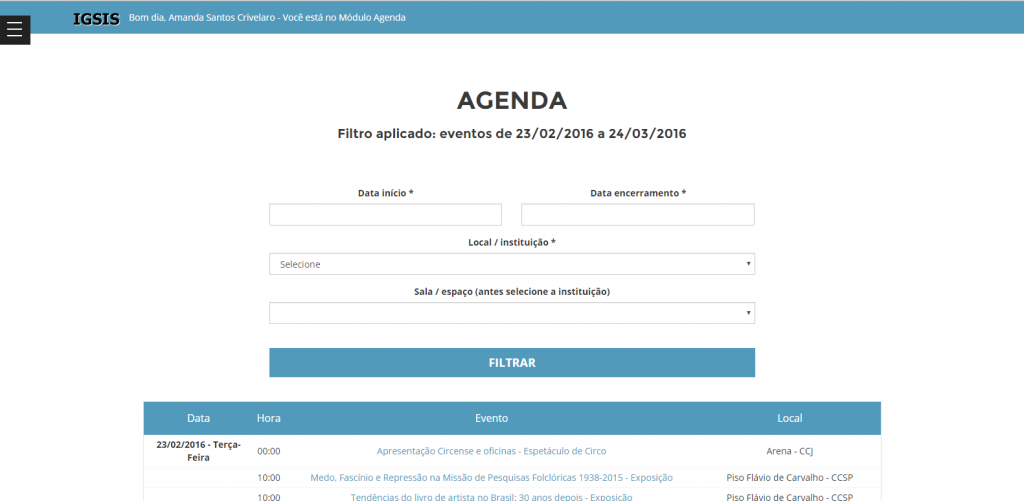 IGSIS Bom dia, Amanda Santos Crivelaro - Você está no Módulo Agenda
AGENDA
Filtro aplicado: eventos de 23/02/2016 a 24/03/2016
Data início * Data encerramento *
Local / instituição *
Selecione
Sala / espaço (antes selecione a instituição)
FILTRAR
Data Hora Evento Local
23/02/2016 - Terça-
Feira 00:00 Apresentação Circense e oficinas - Espetáculo de Circo Arena - CCJ
10:00 Medo, Fascínio e Repressão na Missão de Pesquisas Folclóricas 1938-2015 - Exposição Piso Flávio de Carvalho - CCSP
10:00 Tendências do livro de artista no Brasil: 30 anos depois - Exposição Piso Flávio de Carvalho - CCSP